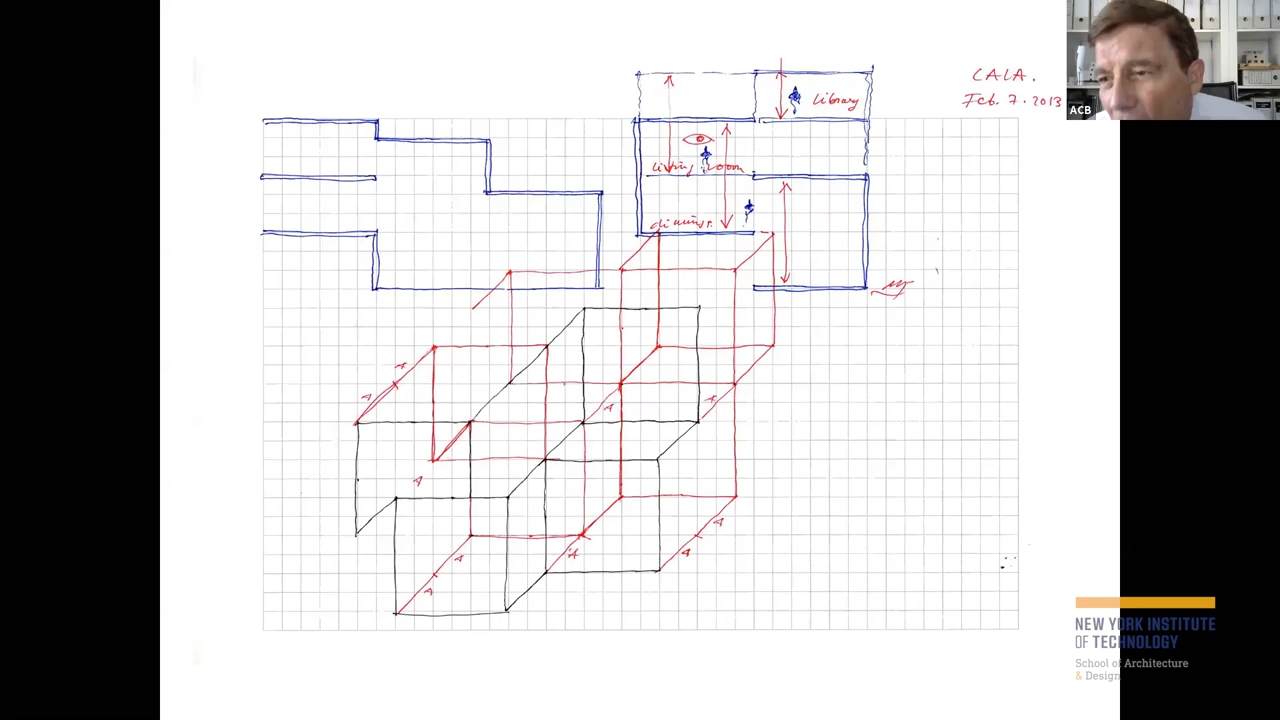 CALA.
Feb. 7. 2013
ACB
Library
living room
dining r.
A
A
A
A
A
A
A
A
A
A
NEW YORK INSTITUTE
OF TECHNOLOGY
School of Architecture
& Design